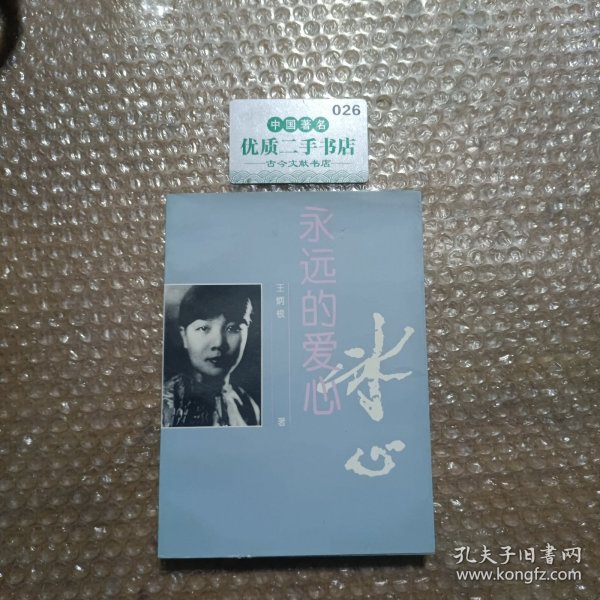 026
中国著名
优质二手书店
古今文献书店
永远的爱心
王炳根 著
冰心
孔夫子旧书网
www.kongfz.com